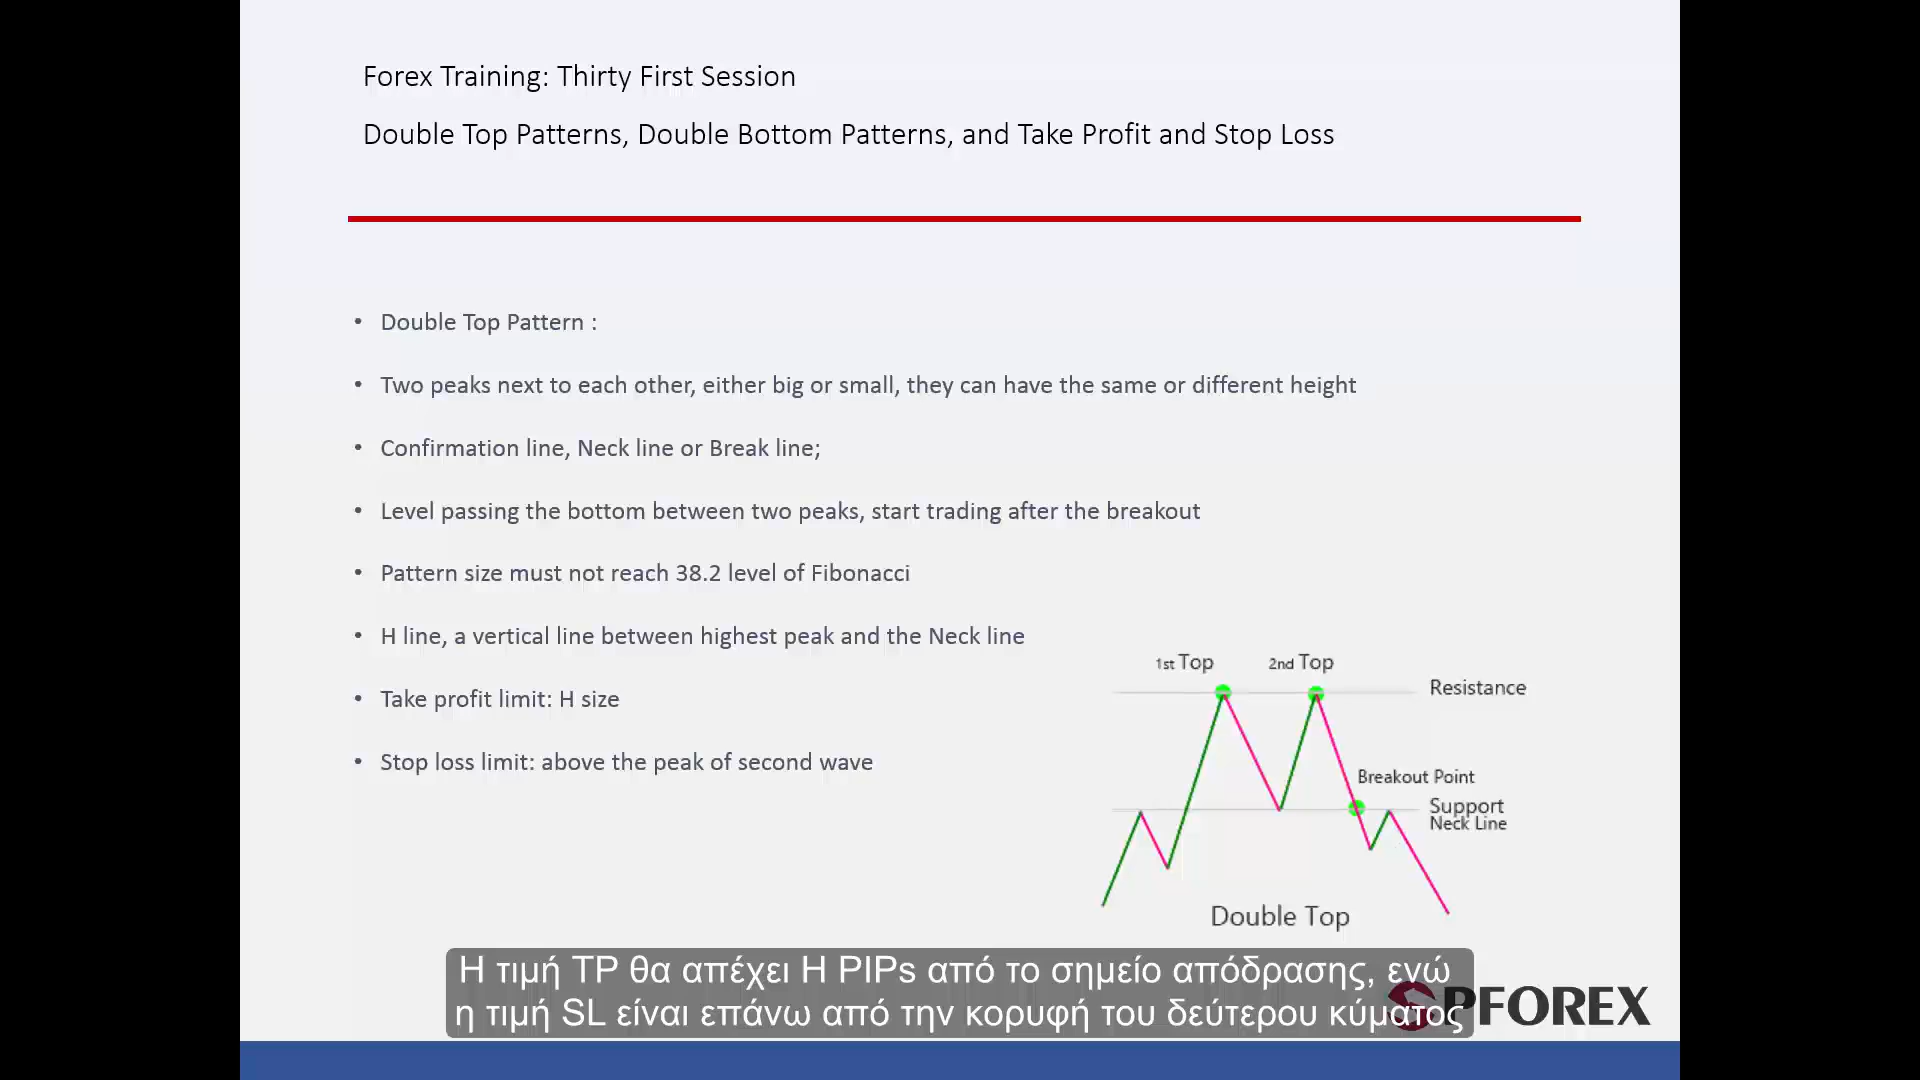 Forex Training: Thirty First Session
Double Top Patterns, Double Bottom Patterns, and Take Profit and Stop Loss
• Double Top Pattern :
• Two peaks next to each other, either big or small, they can have the same or different height
• Confirmation line, Neck line or Break line;
• Level passing the bottom between two peaks, start trading after the breakout
• Pattern size must not reach 38.2 level of Fibonacci
• H line, a vertical line between highest peak and the Neck line
• Take profit limit: H size
• Stop loss limit: above the peak of second wave
1st Top
2nd Top
Resistance
Breakout Point
Support
Neck Line
Double Top
Η τιμή TP θα απέχει H PIPs από το σημείο απόδρασης, ενώ
η τιμή SL είναι επάνω από την κορυφή του δεύτερου κύματος
PFOREX